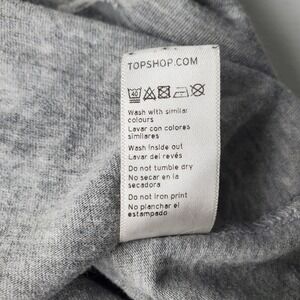 TOPSHOP.COM
40
Wash with similar
colours
Lavar con colores
similares
Wash inside out
Lavar del revés
Do not tumble dry
No secar en la
secadora
Do not iron print
No planchar el
estampado